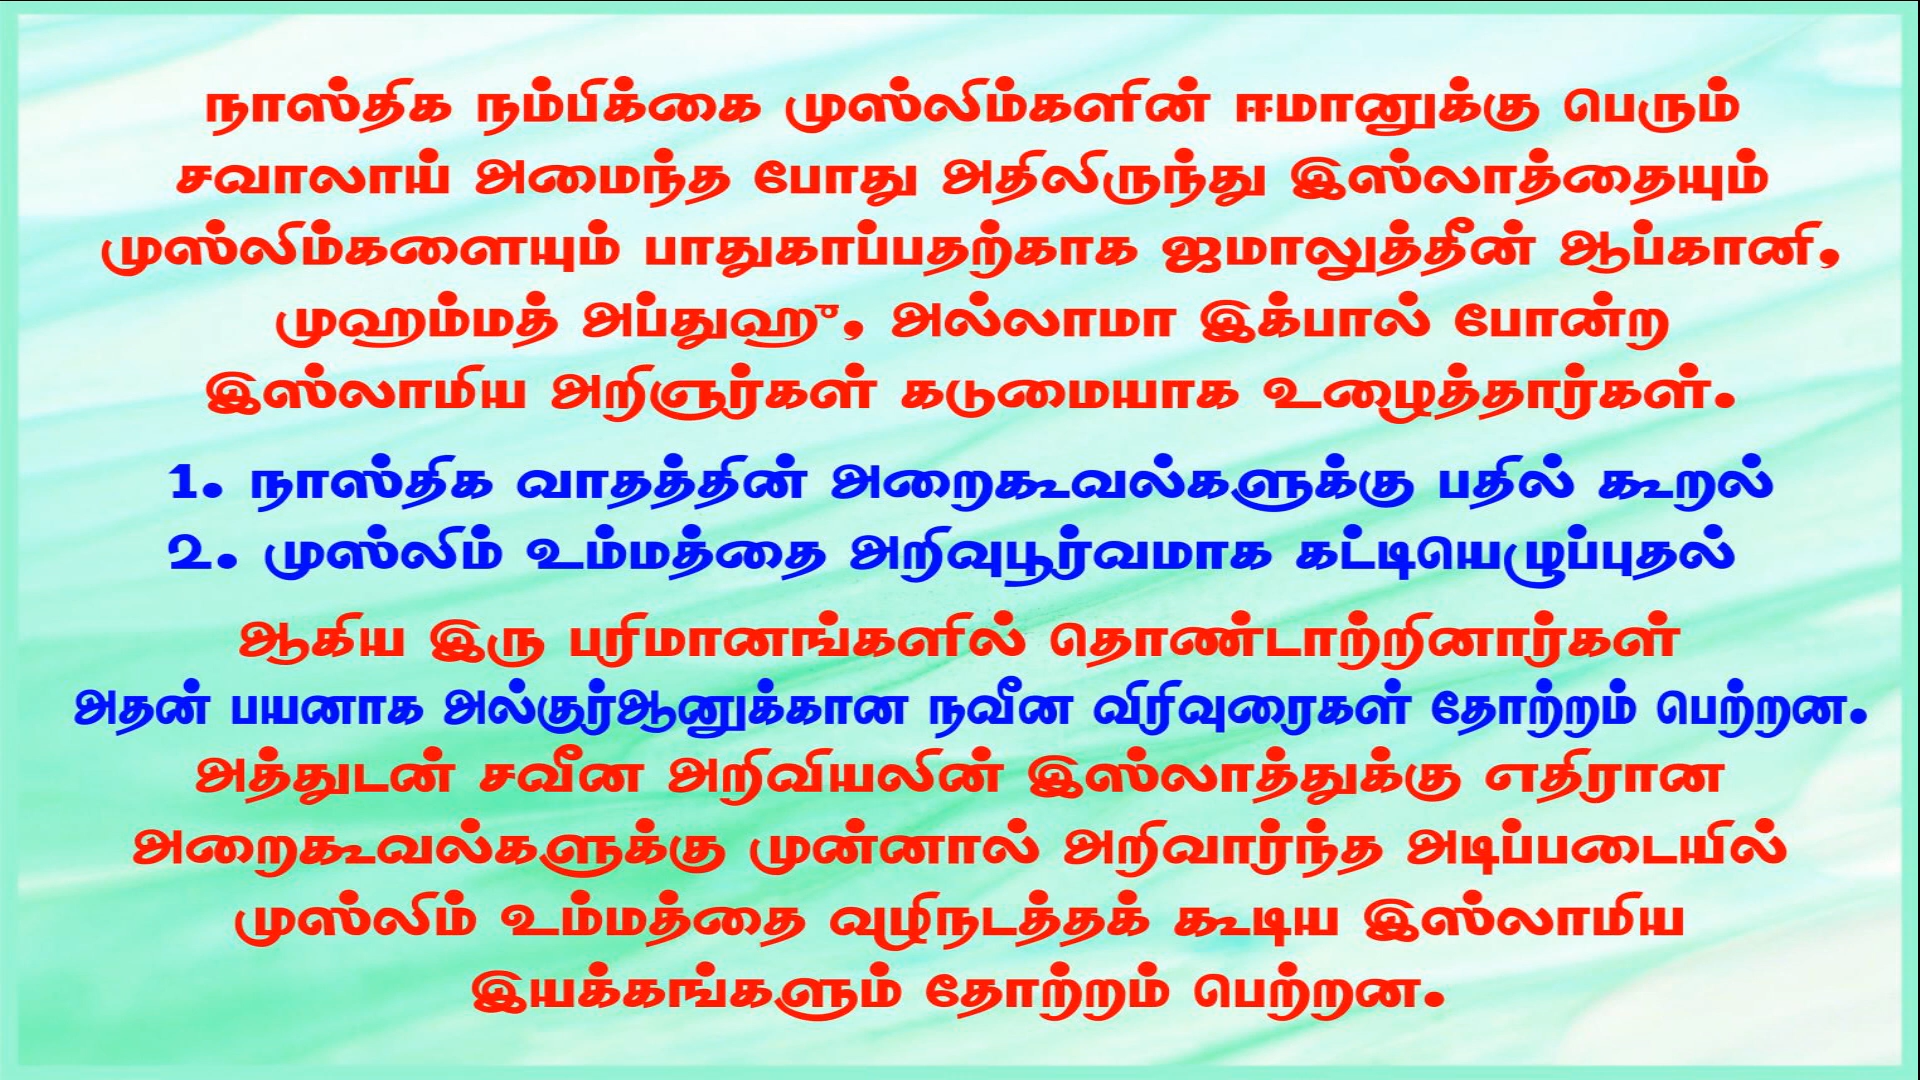 நாஸ்திக நம்பிக்கை முஸ்லிம்களின் ஈமானுக்கு பெரும்
சவாலாய் அமைந்த போது அதிலிருந்து இஸ்லாத்தையும்
முஸ்லிம்களையும் பாதுகாப்பதற்காக ஜமாலுத்தீன் ஆப்கானி,
முஹம்மத் அப்துஹு, அல்லாமா இக்பால் போன்ற
இஸ்லாமிய அறிஞர்கள் கடுமையாக உழைத்தார்கள்.
1. நாஸ்திக வாதத்தின் அறைகூவல்களுக்கு பதில் கூறல்
2. முஸ்லிம் உம்மத்தை அறிவுபூர்வமாக கட்டியெழுப்புதல்
ஆகிய இரு பரிமானங்களில் தொண்டாற்றினார்கள்
அதன் பயனாக அல்குர்ஆனுக்கான நவீன விரிவுரைகள் தோற்றம் பெற்றன.
அத்துடன் சவீன அறிவியலின் இஸ்லாத்துக்கு எதிரான
அறைகூவல்களுக்கு முன்னால் அறிவார்ந்த அடிப்படையில்
முஸ்லிம் உம்மத்தை வுழிநடத்தக் கூடிய இஸ்லாமிய
இயக்கங்களும் தோற்றம் பெற்றன.